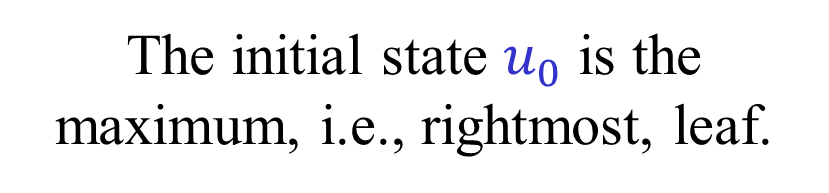 The initial state u₀ is the
maximum, i.e., rightmost, leaf.